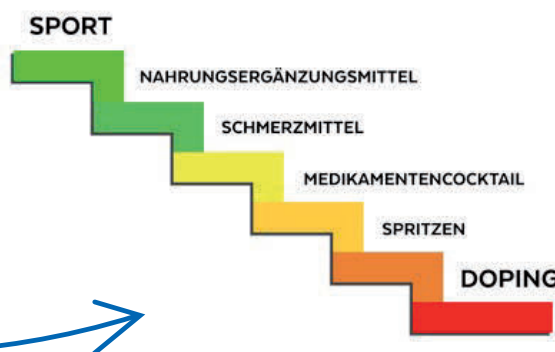 SPORT
NAHRUNGSERGÄNZUNGSMITTEL
SCHMERZMITTEL
MEDIKAMENTENCOCKTAIL
SPRITZEN
DOPING